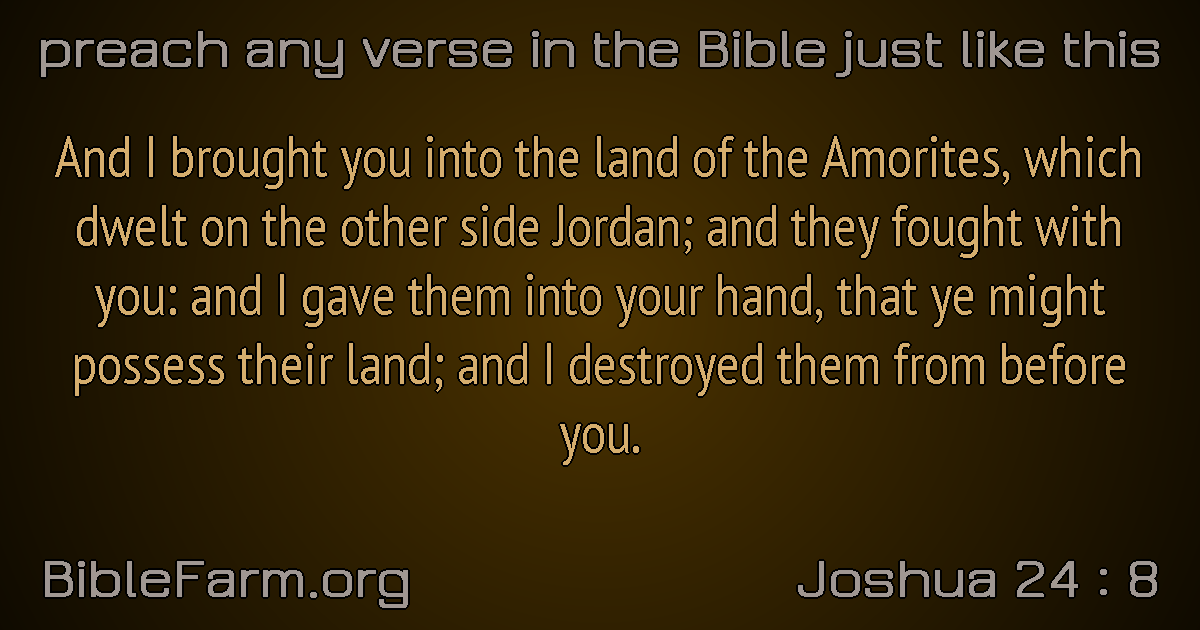 preach any verse in the Bible just like this
And I brought you into the land of the Amorites, which
dwelt on the other side Jordan; and they fought with
you: and I gave them into your hand, that ye might
possess their land; and I destroyed them from before
you.
BibleFarm.org
Joshua 24 : 8